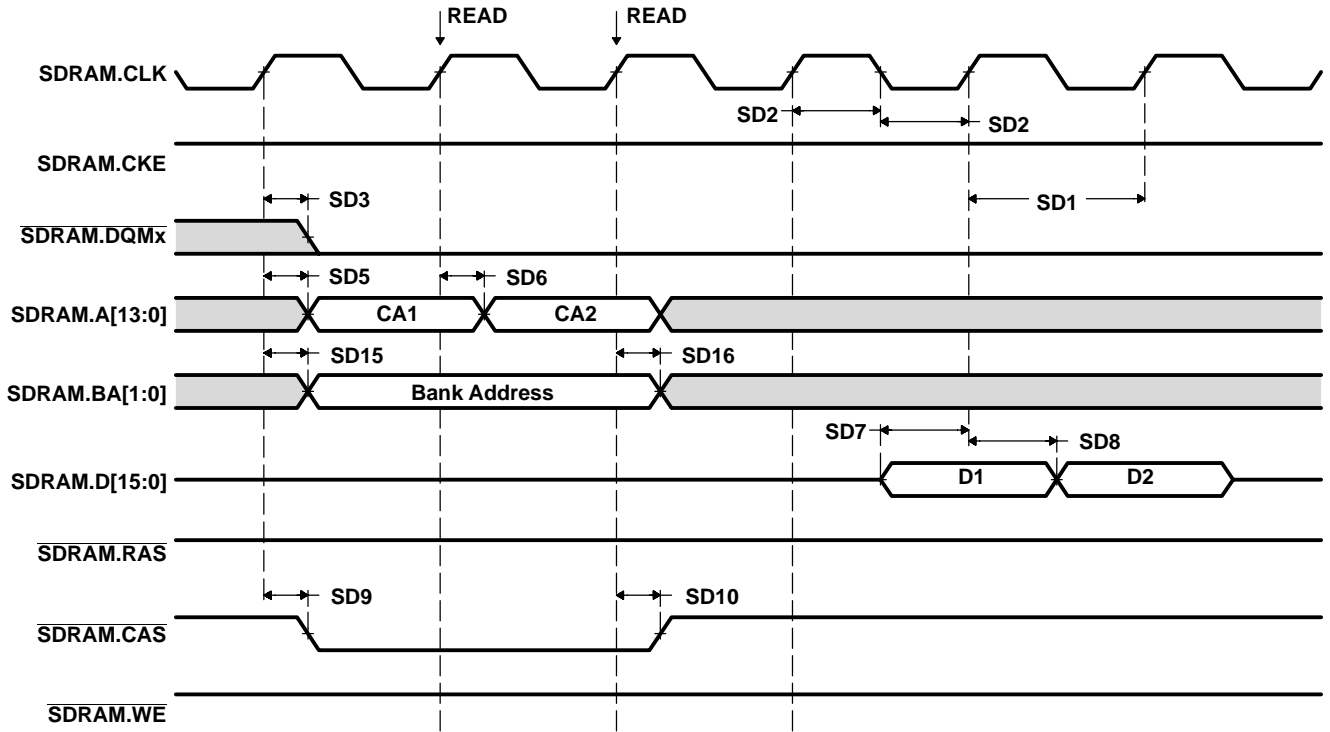 READ READ
SDRAM.CLK
SD2 SD2
SDRAM.CKE
SD3 SD1
SDRAM.DQMx
SD5 SD6
SDRAM.A[13:0] CA1 CA2
SD15 SD16
SDRAM.BA[1:0] Bank Address
SD7 SD8
SDRAM.D[15:0] D1 D2
SDRAM.RAS
SD9 SD10
SDRAM.CAS
SDRAM.WE